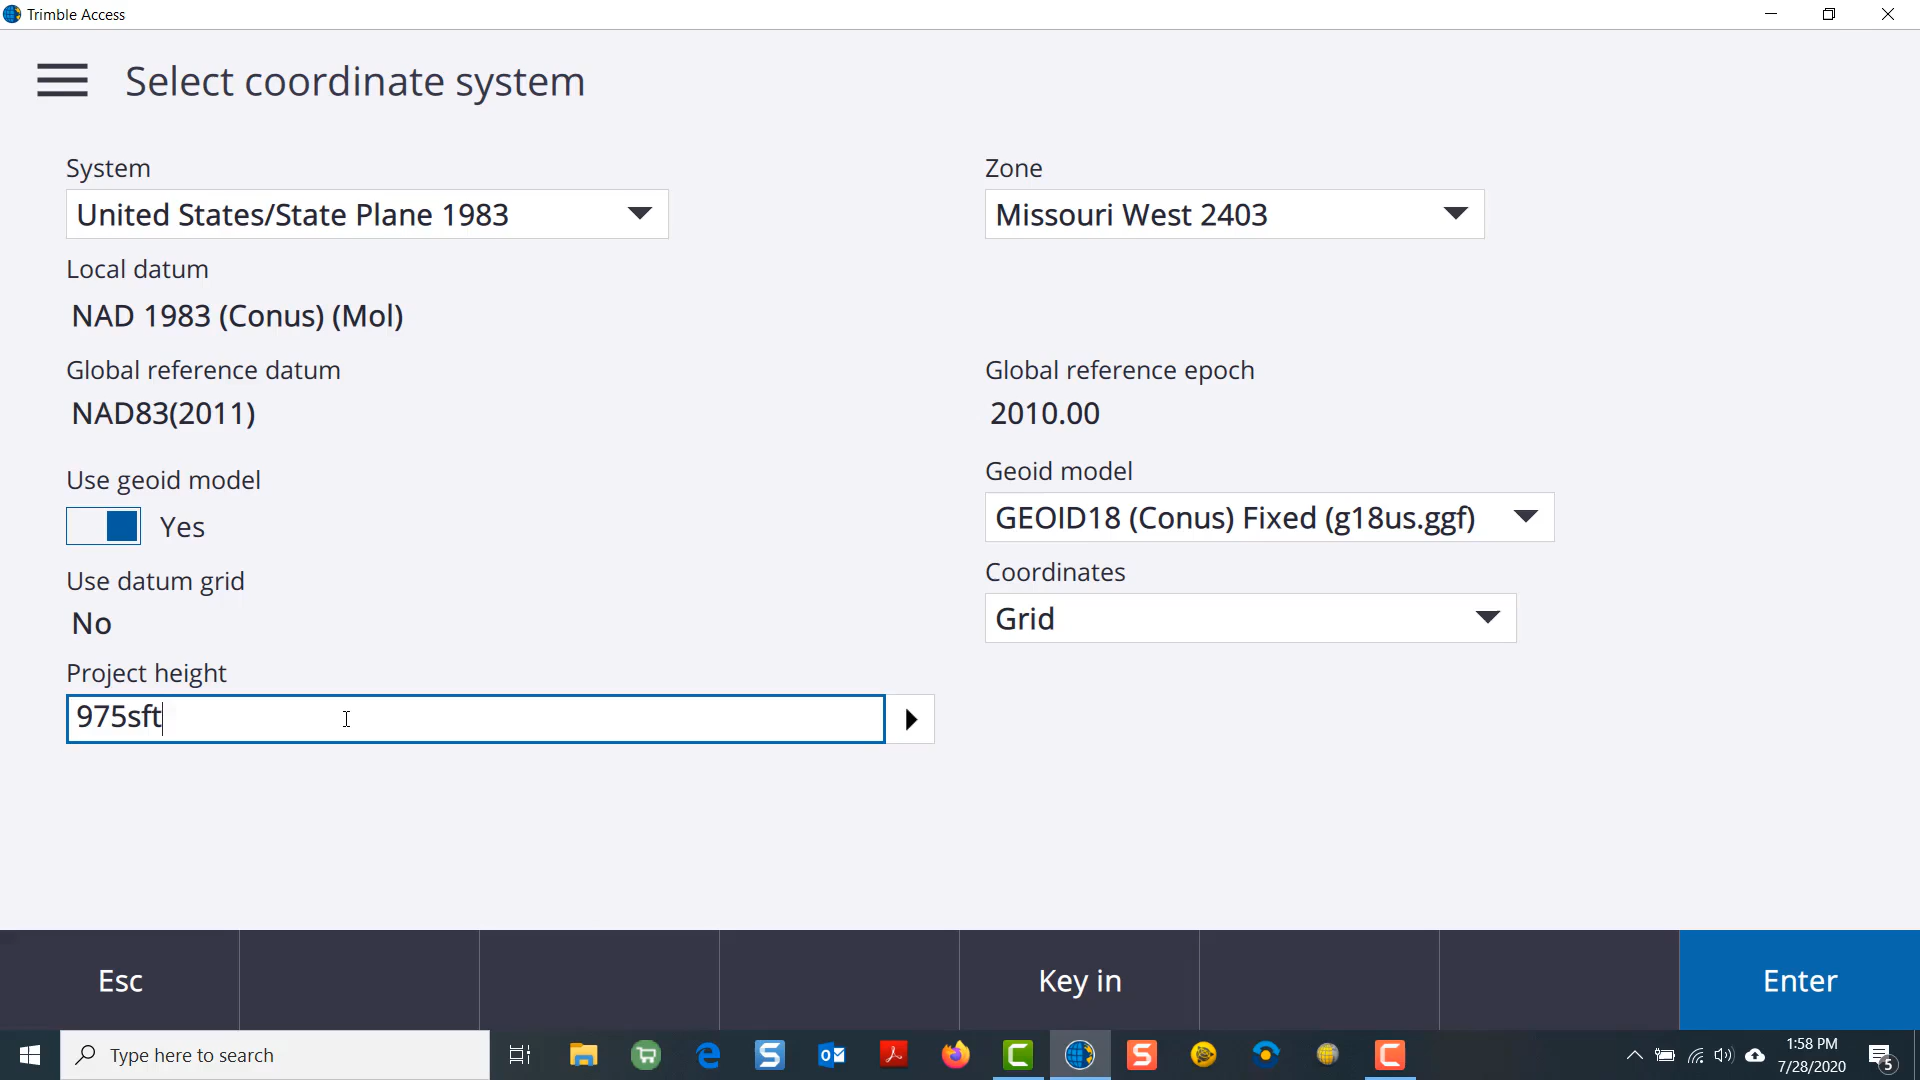 Trimble Access
Select coordinate system
System
United States/State Plane 1983
Zone
Missouri West 2403
Local datum
NAD 1983 (Conus) (Mol)
Global reference datum
NAD83(2011)
Global reference epoch
2010.00
Use geoid model
Yes
Geoid model
GEOID18 (Conus) Fixed (g18us.ggf)
Use datum grid
No
Coordinates
Grid
Project height
975sft
Esc
Key in
Enter
Type here to search
1:58 PM
7/28/2020
5